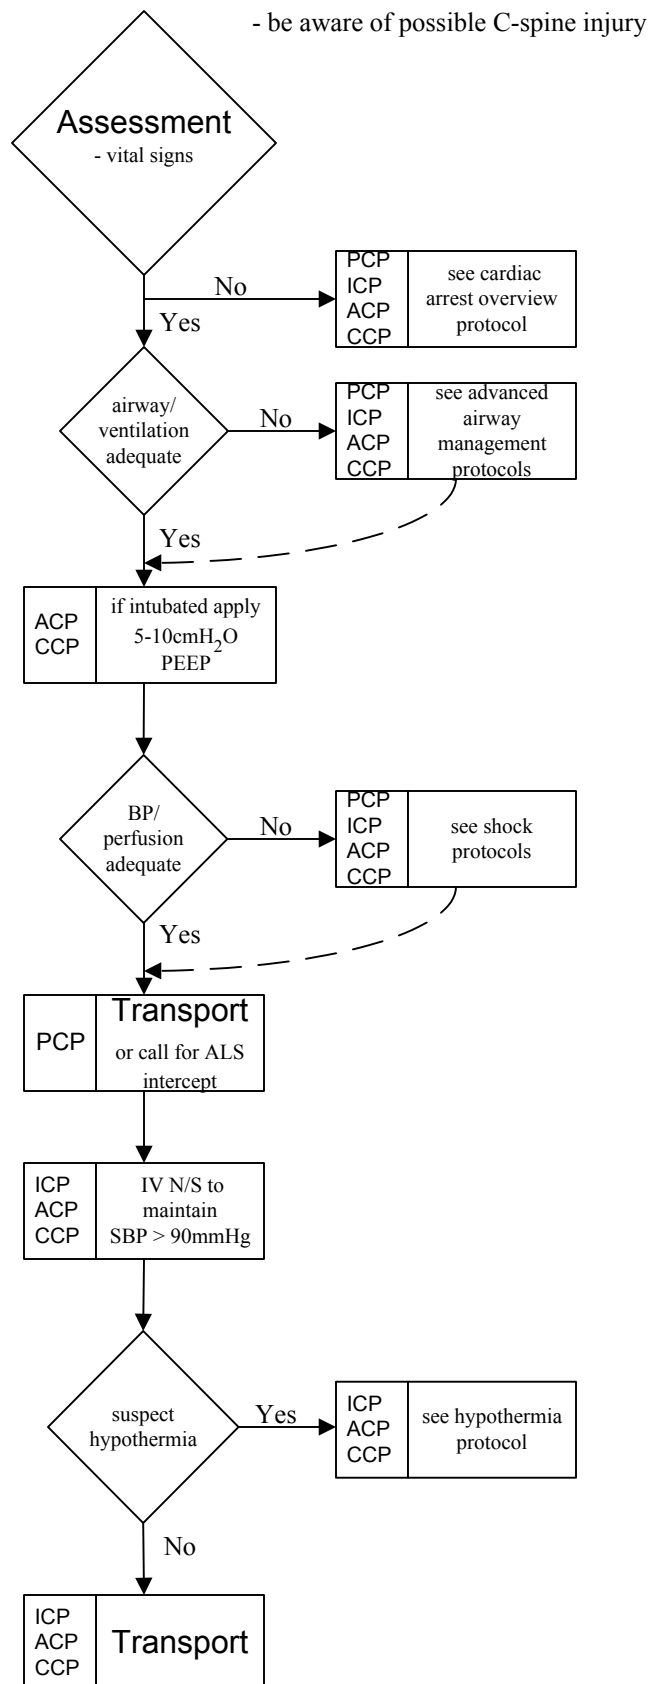 - be aware of possible C-spine injury
Assessment
- vital signs
No
Yes
PCP
ICP
ACP
CCP
see cardiac
arrest overview
protocol
airway/
ventilation
adequate
No
Yes
PCP
ICP
ACP
CCP
see advanced
airway
management
protocols
ACP
CCP
if intubated apply
5-10cmH₂O
PEEP
BP/
perfusion
adequate
No
Yes
PCP
ICP
ACP
CCP
see shock
protocols
PCP
Transport
or call for ALS
intercept
ICP
ACP
CCP
IV N/S to
maintain
SBP > 90mmHg
suspect
hypothermia
Yes
No
ICP
ACP
CCP
see hypothermia
protocol
ICP
ACP
CCP
Transport